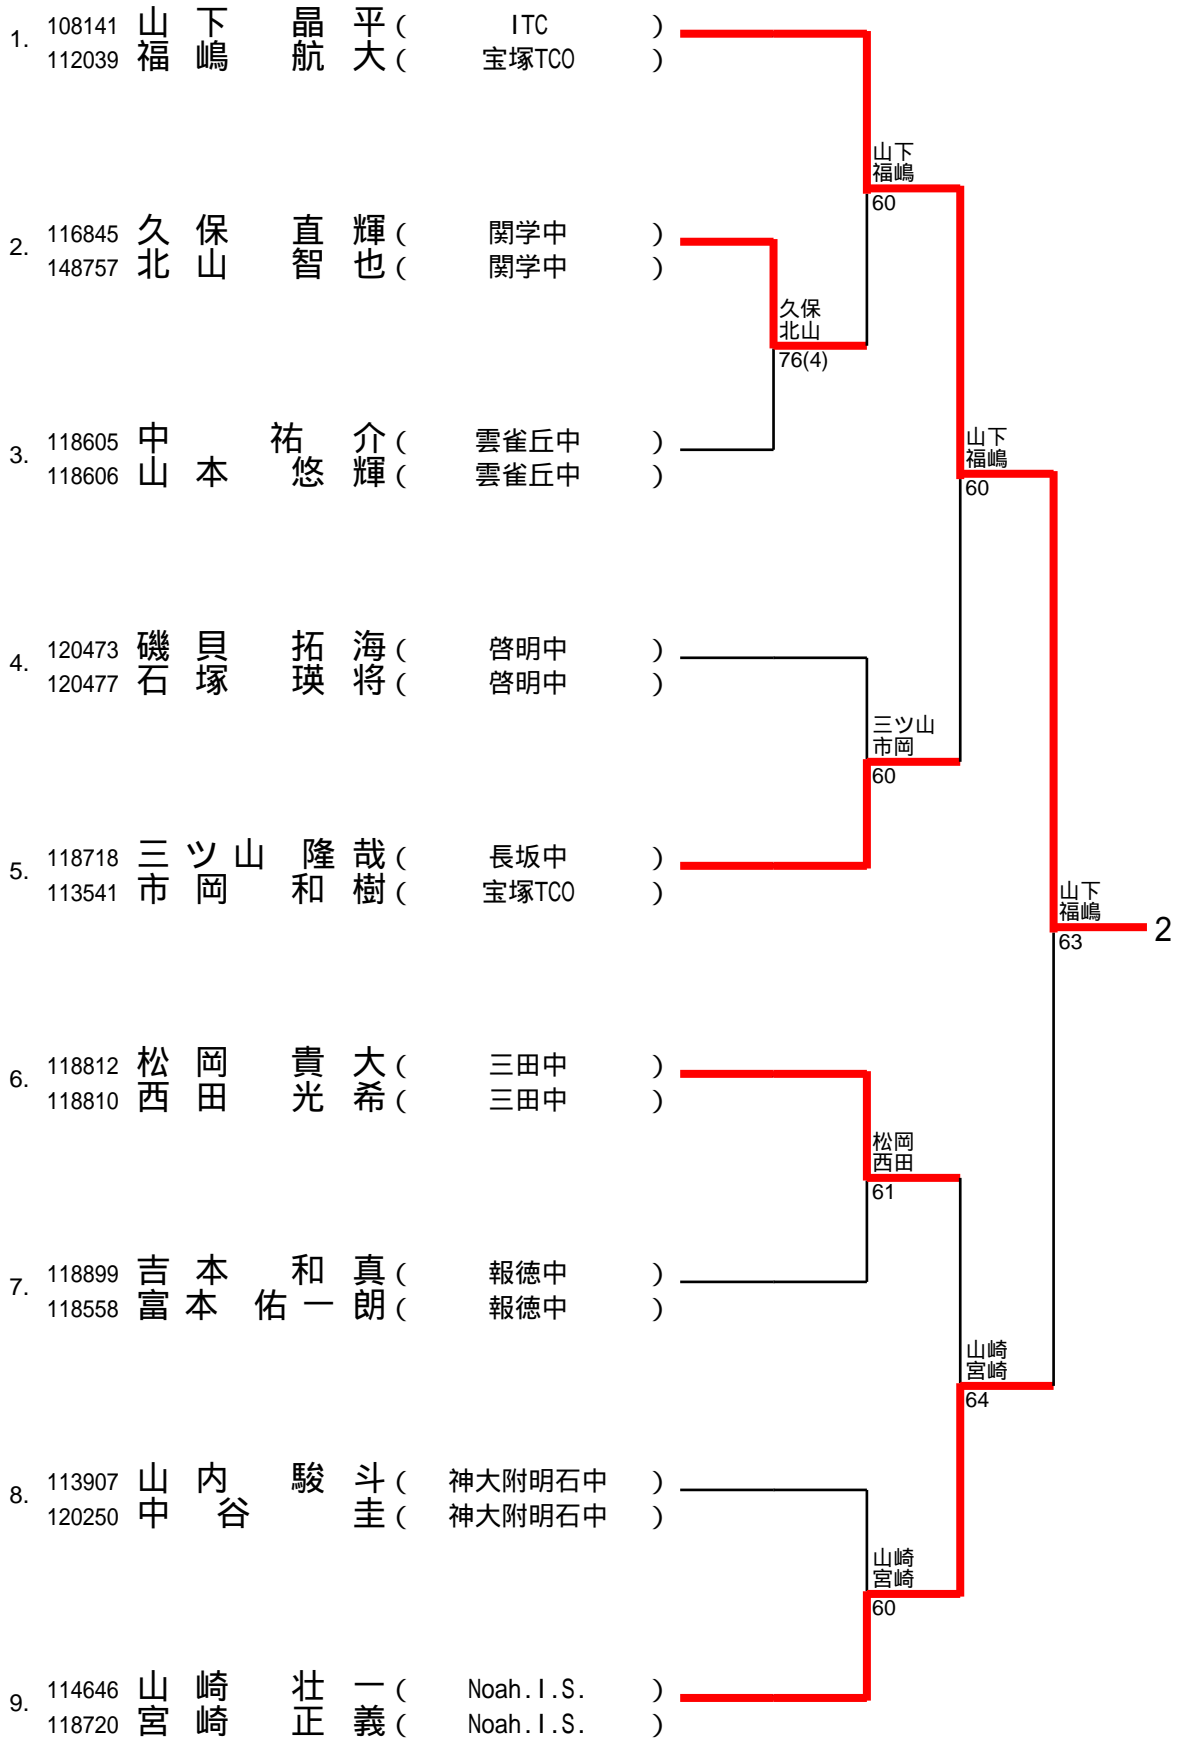 1. 108141 山下 晶平 ( ITC )
112039 福嶋 航大 ( 宝塚TCO )
山下
福嶋
60
2. 116845 久保 直輝 ( 関学中 )
148757 北山 智也 ( 関学中 )
久保
北山
76(4)
3. 118605 中 祐介 ( 雲雀丘中 )
118606 山本 悠輝 ( 雲雀丘中 )
山下
福嶋
60
4. 120473 磯貝 拓海 ( 啓明中 )
120477 石塚 瑛将 ( 啓明中 )
三ツ山
市岡
60
5. 118718 三ツ山 隆哉 ( 長坂中 )
113541 市岡 和樹 ( 宝塚TCO )
山下
福嶋
63
2
6. 118812 松岡 貴大 ( 三田中 )
118810 西田 光希 ( 三田中 )
松岡
西田
61
7. 118899 吉本 和真 ( 報徳中 )
118558 富本 佑一朗 ( 報徳中 )
山崎
宮崎
64
8. 113907 山内 駿斗 ( 神大附明石中 )
120250 中谷 圭 ( 神大附明石中 )
山崎
宮崎
60
9. 114646 山崎 壮一 ( Noah.I.S. )
118720 宮崎 正義 ( Noah.I.S. )